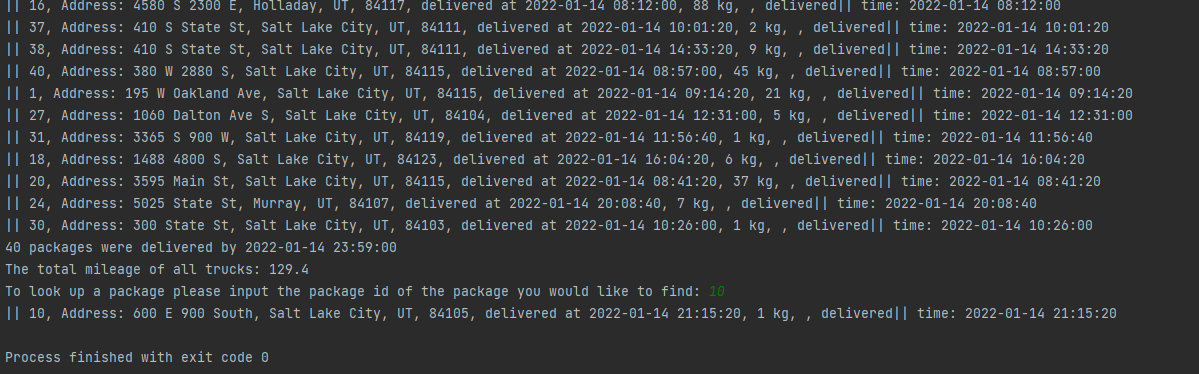 || 16, Address: 4580 S 2300 E, Holladay, UT, 84117, delivered at 2022-01-14 08:12:00, 88 kg, , delivered|| time: 2022-01-14 08:12:00
|| 37, Address: 410 S State St, Salt Lake City, UT, 84111, delivered at 2022-01-14 10:01:20, 2 kg, , delivered|| time: 2022-01-14 10:01:20
|| 38, Address: 410 S State St, Salt Lake City, UT, 84111, delivered at 2022-01-14 14:33:20, 9 kg, , delivered|| time: 2022-01-14 14:33:20
|| 40, Address: 380 W 2880 S, Salt Lake City, UT, 84115, delivered at 2022-01-14 08:57:00, 45 kg, , delivered|| time: 2022-01-14 08:57:00
|| 1, Address: 195 W Oakland Ave, Salt Lake City, UT, 84115, delivered at 2022-01-14 09:14:20, 21 kg, , delivered|| time: 2022-01-14 09:14:20
|| 27, Address: 1060 Dalton Ave S, Salt Lake City, UT, 84104, delivered at 2022-01-14 12:31:00, 5 kg, , delivered|| time: 2022-01-14 12:31:00
|| 31, Address: 3365 S 900 W, Salt Lake City, UT, 84119, delivered at 2022-01-14 11:56:40, 1 kg, , delivered|| time: 2022-01-14 11:56:40
|| 18, Address: 1488 4800 S, Salt Lake City, UT, 84123, delivered at 2022-01-14 16:04:20, 6 kg, , delivered|| time: 2022-01-14 16:04:20
|| 20, Address: 3595 Main St, Salt Lake City, UT, 84115, delivered at 2022-01-14 08:41:20, 37 kg, , delivered|| time: 2022-01-14 08:41:20
|| 24, Address: 5025 State St, Murray, UT, 84107, delivered at 2022-01-14 20:08:40, 7 kg, , delivered|| time: 2022-01-14 20:08:40
|| 30, Address: 300 State St, Salt Lake City, UT, 84103, delivered at 2022-01-14 10:26:00, 1 kg, , delivered|| time: 2022-01-14 10:26:00
40 packages were delivered by 2022-01-14 23:59:00
The total mileage of all trucks: 129.4
To look up a package please input the package id of the package you would like to find: 10
|| 10, Address: 600 E 900 South, Salt Lake City, UT, 84105, delivered at 2022-01-14 21:15:20, 1 kg, , delivered|| time: 2022-01-14 21:15:20
Process finished with exit code 0